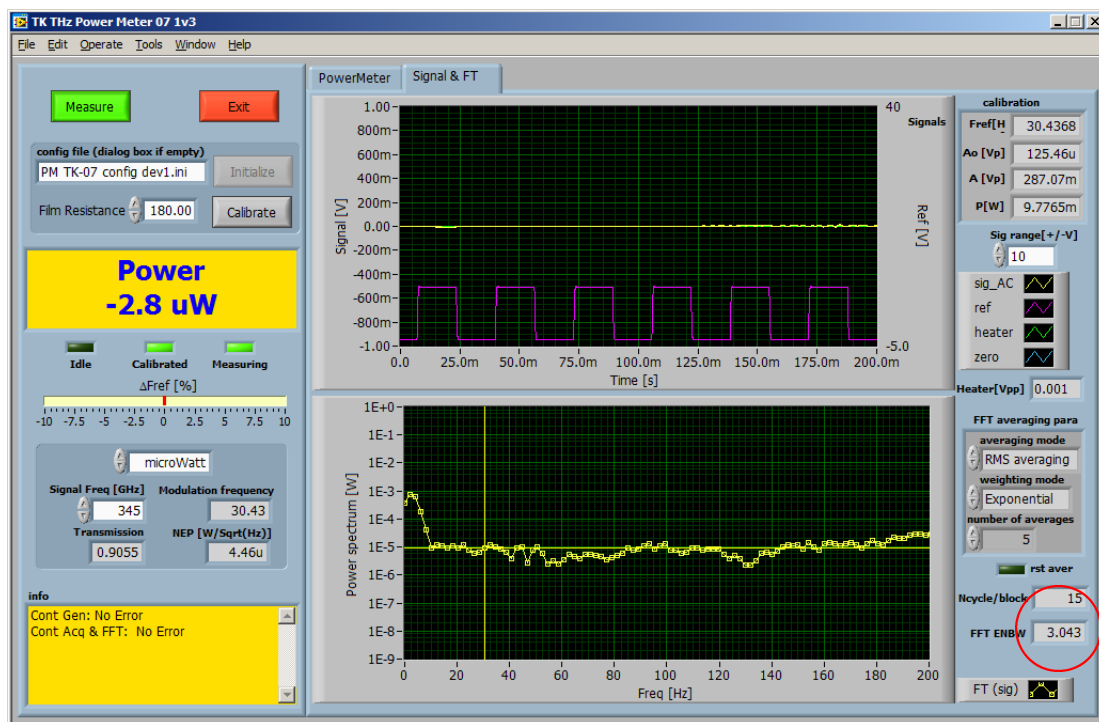 TK THz Power Meter 07 1v3
File Edit Operate Tools Window Help
Measure
Exit
config file (dialog box if empty)
PM TK-07 config dev1.ini
Initialize
Film Resistance
180.00
Calibrate
Power
-2.8 uW
Idle
Calibrated
Measuring
ΔFref [%]
-10 -7.5 -5 -2.5 0 2.5 5 7.5 10
microWatt
Signal Freq [GHz]
Modulation frequency
345
30.43
Transmission
NEP [W/Sqrt(Hz)]
0.9055
4.46u
info
Cont Gen: No Error
Cont Acq & FFT: No Error
PowerMeter
Signal & FT
Signal [V]
1.00
800m
600m
400m
200m
0.00
-200m
-400m
-600m
-800m
-1.00
0.0 25.0m 50.0m 75.0m 100.0m 125.0m 150.0m 175.0m 200.0m
Time [s]
40
Signals
Ref [V]
-5.0
Power spectrum [W]
1E+0
1E-1
1E-2
1E-3
1E-4
1E-5
1E-6
1E-7
1E-8
1E-9
0 20 40 60 80 100 120 140 160 180 200
Freq [Hz]
calibration
Fref[H 30.4368
Ao [Vp] 125.46u
A [Vp] 287.07m
P[W] 9.7765m
Sig range[+/-V]
10
sig_AC
ref
heater
zero
Heater[Vpp] 0.001
FFT averaging para
averaging mode
RMS averaging
weighting mode
Exponential
number of averages
5
rst aver
Ncycle/block 15
FFT ENBW 3.043
FT (sig)